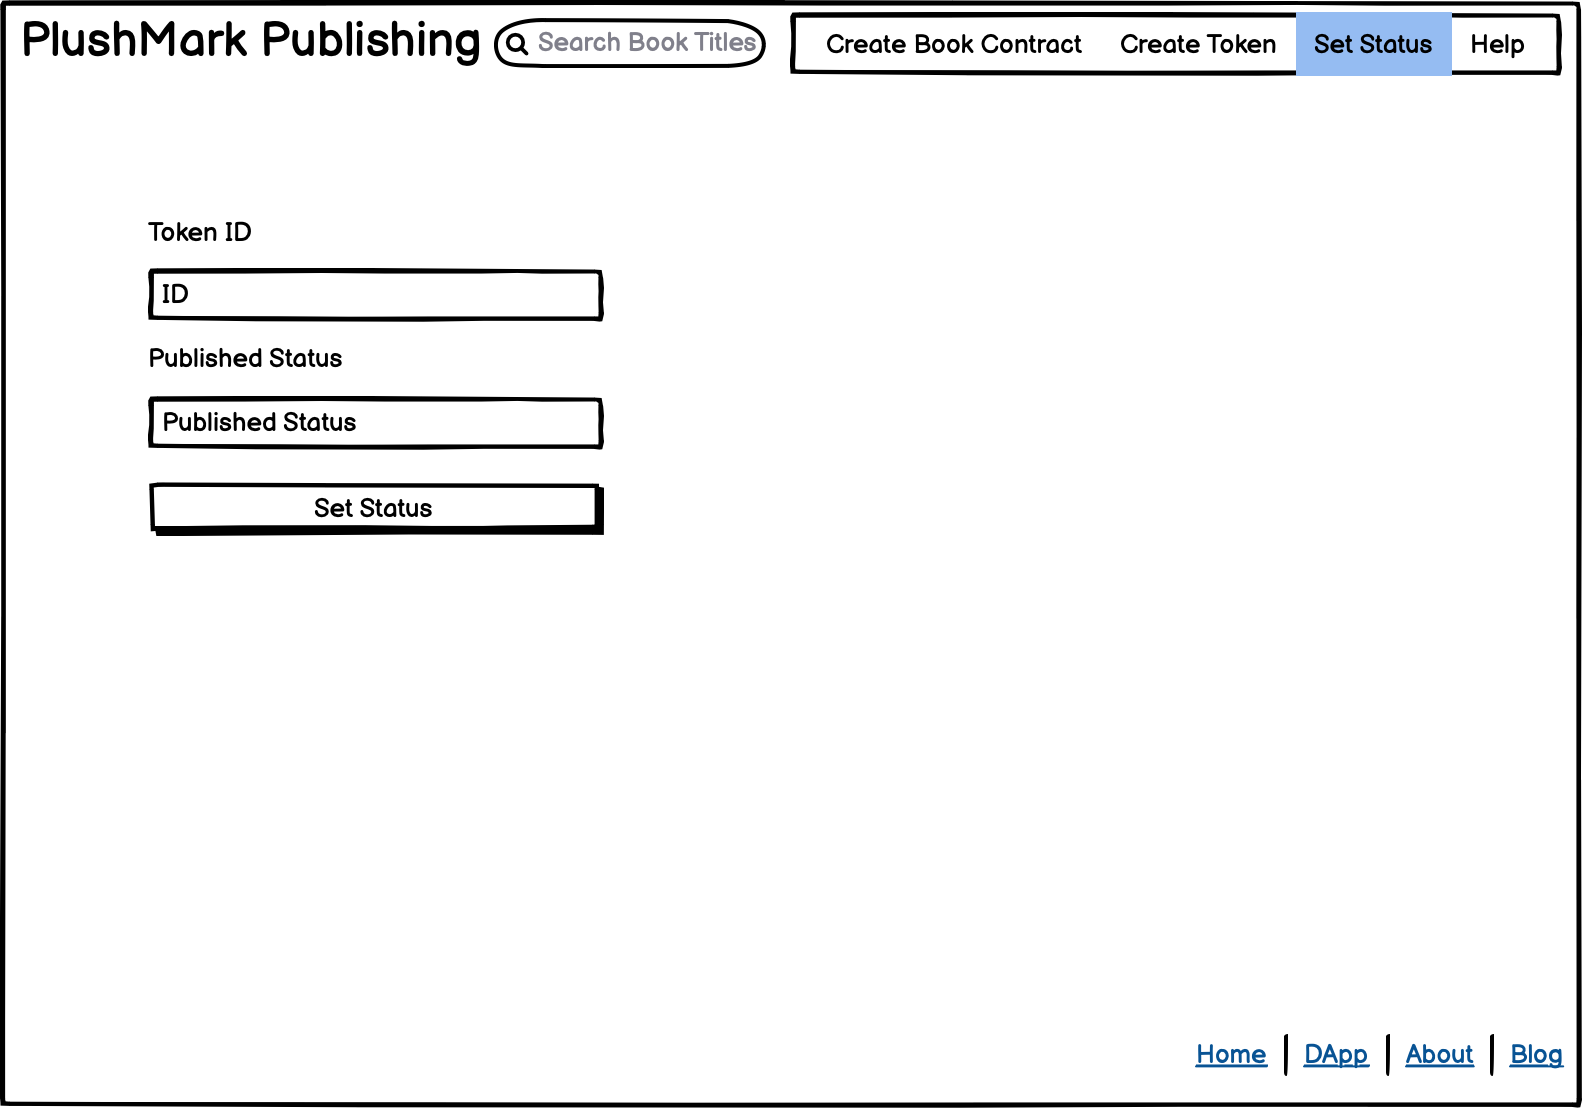 PlushMark Publishing
Search Book Titles
Create Book Contract Create Token Set Status Help
Token ID
ID
Published Status
Published Status
Set Status
Home DApp About Blog